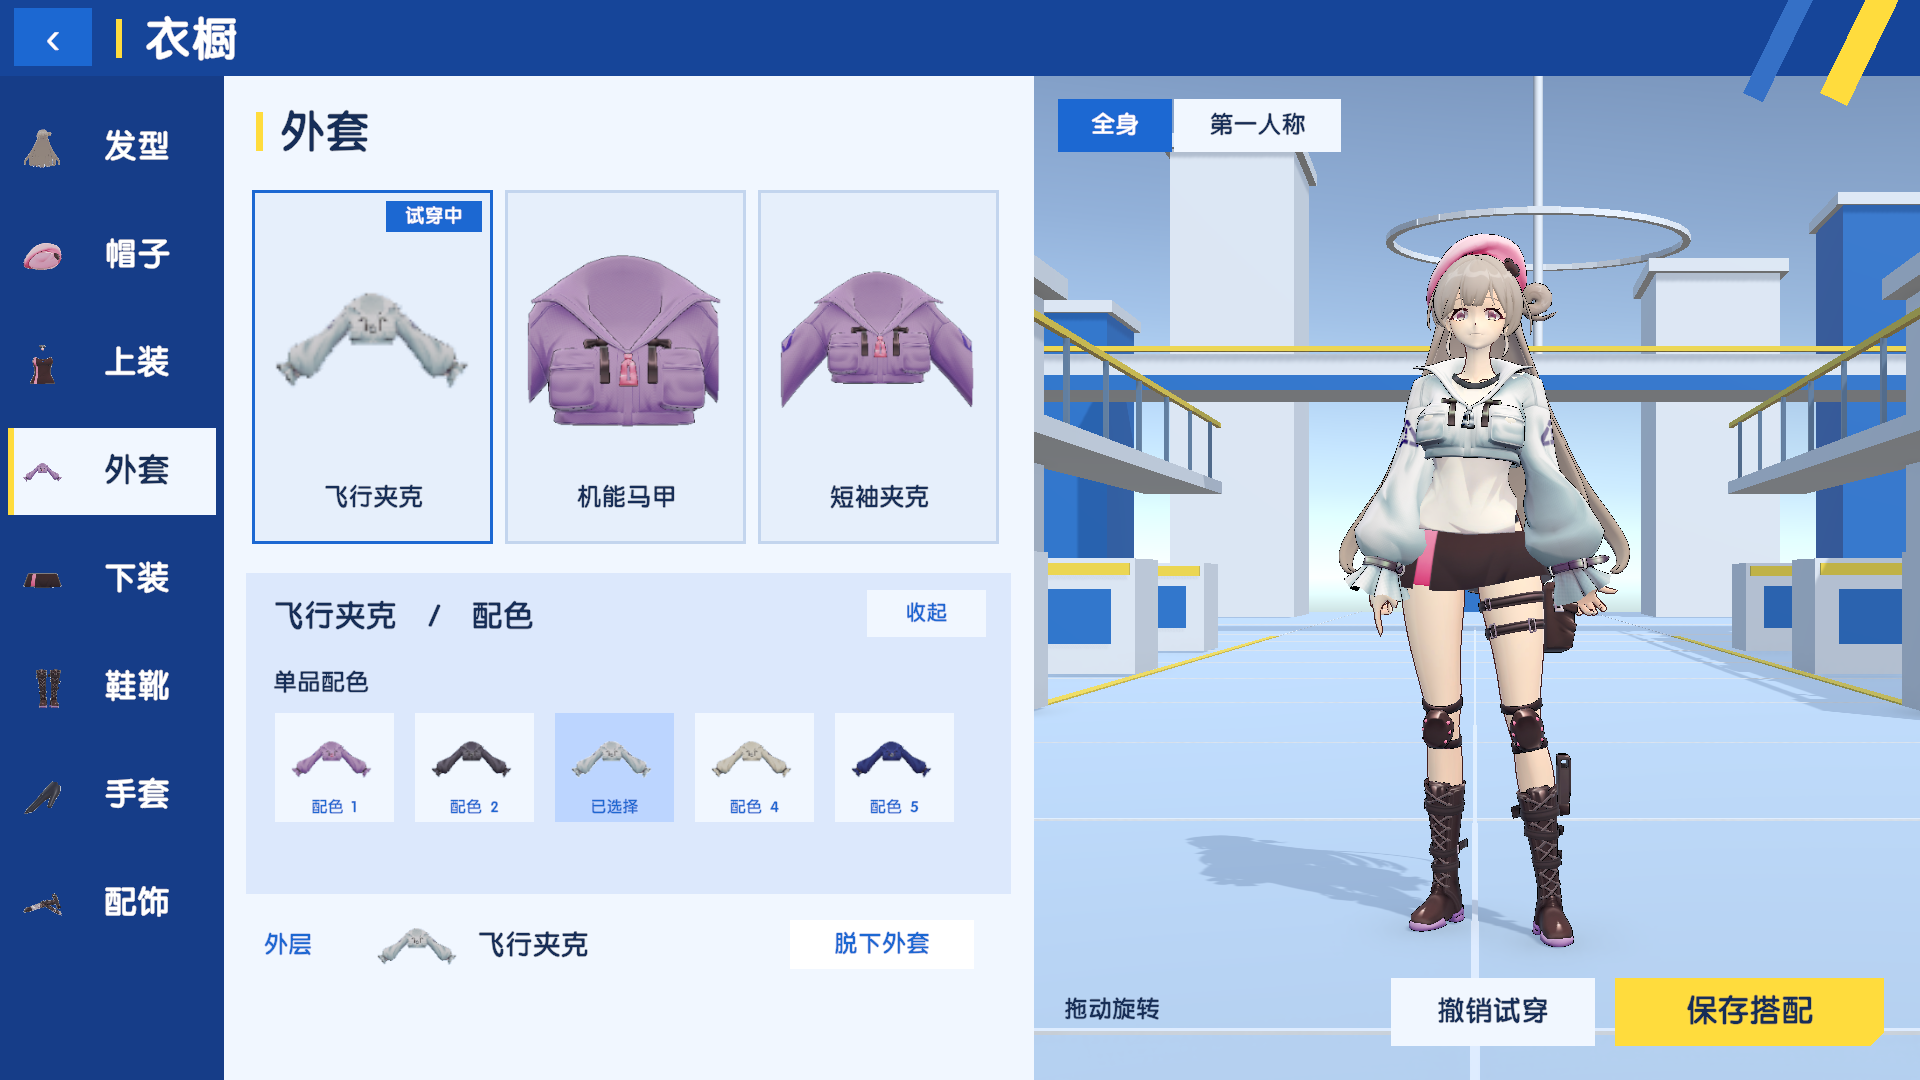 衣橱
发型
帽子
上装
外套
下装
鞋靴
手套
配饰
外套
试穿中
飞行夹克
机能马甲
短袖夹克
飞行夹克 / 配色
收起
单品配色
配色 1
配色 2
已选择
配色 4
配色 5
外层
飞行夹克
脱下外套
全身
第一人称
拖动旋转
撤销试穿
保存搭配